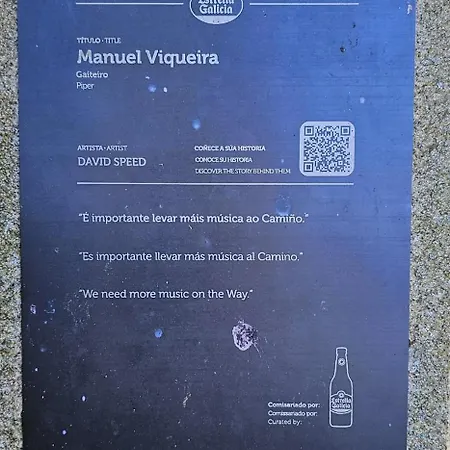 Estrella
Galicia
TÍTULO · TITLE
Manuel Viqueira
Gaiteiro
Piper
ARTISTA · ARTIST
DAVID SPEED
COÑECE A SÚA HISTORIA
CONOCE SU HISTORIA
DISCOVER THE STORY BEHIND THEM
“É importante levar máis música ao Camiño.”
“Es importante llevar más música al Camino.”
“We need more music on the Way.”
Comisariado por:
Comissariado por:
Curated by:
Estrella
Galicia